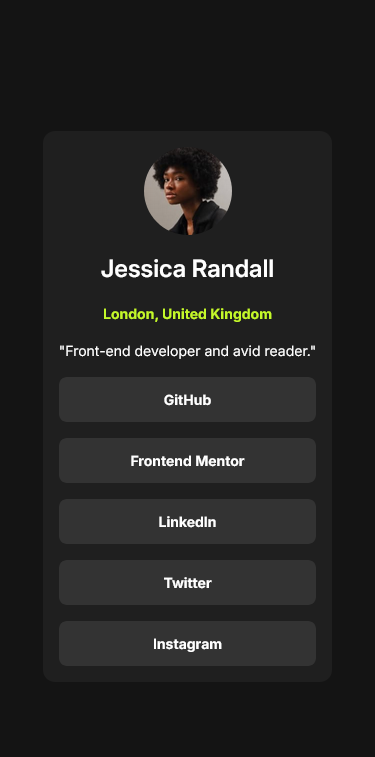 Jessica Randall
London, United Kingdom
"Front-end developer and avid reader."
GitHub
Frontend Mentor
LinkedIn
Twitter
Instagram